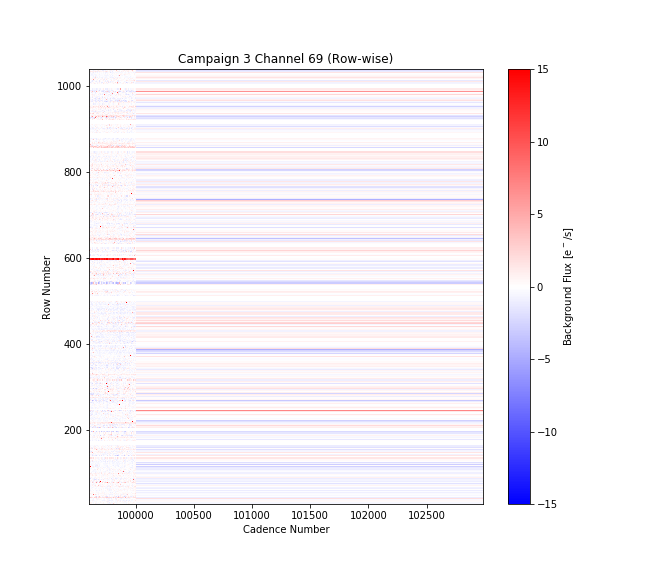 Campaign 3 Channel 69 (Row-wise)
1000
800
600
400
200
Row Number
100000 100500 101000 101500 102000 102500
Cadence Number
15
10
5
0
−5
−10
−15
Background Flux [e⁻/s]